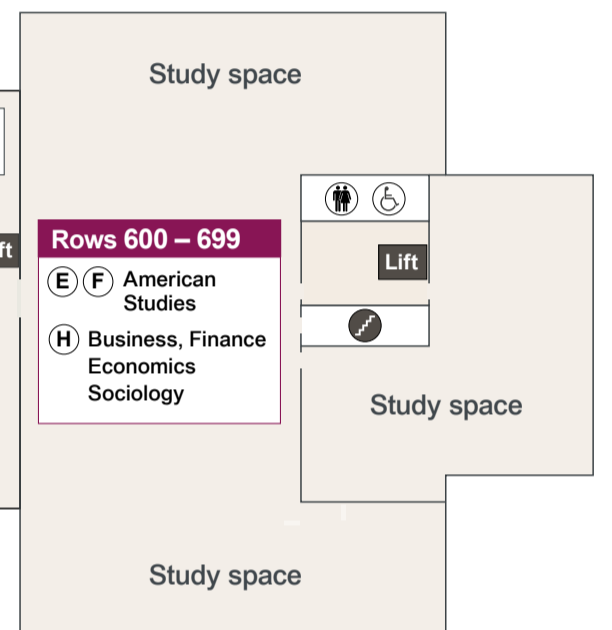 Study space
Rows 600 – 699
E F American
Studies
H Business, Finance
Economics
Sociology
ft
Lift
Study space
Study space